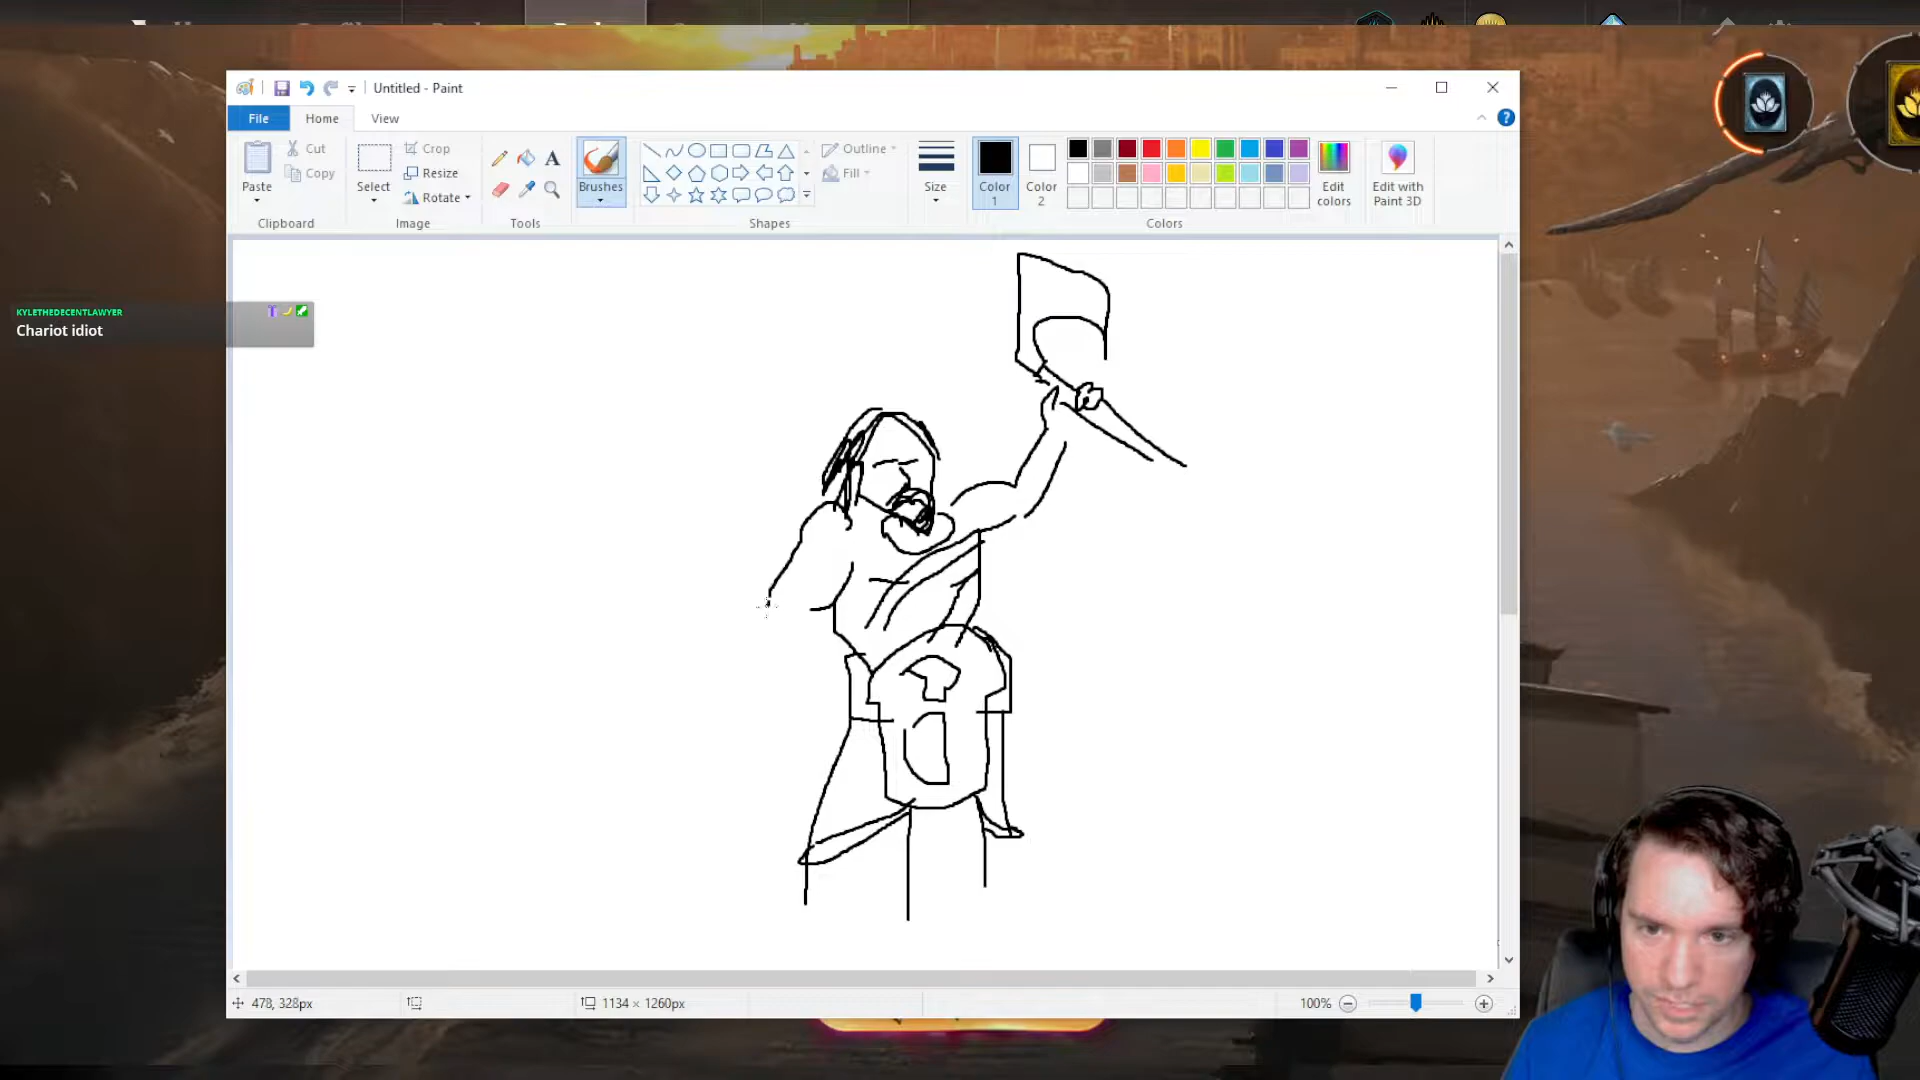 Untitled - Paint
File
Home
View
Paste
Cut
Copy
Clipboard
Select
Crop
Resize
Rotate
Image
Tools
Brushes
Shapes
Outline
Fill
Size
Color
1
Color
2
Edit
colors
Edit with
Paint 3D
Colors
KYLETHEDECENTLAWYER
Chariot idiot
478, 328px
1134 × 1260px
100%